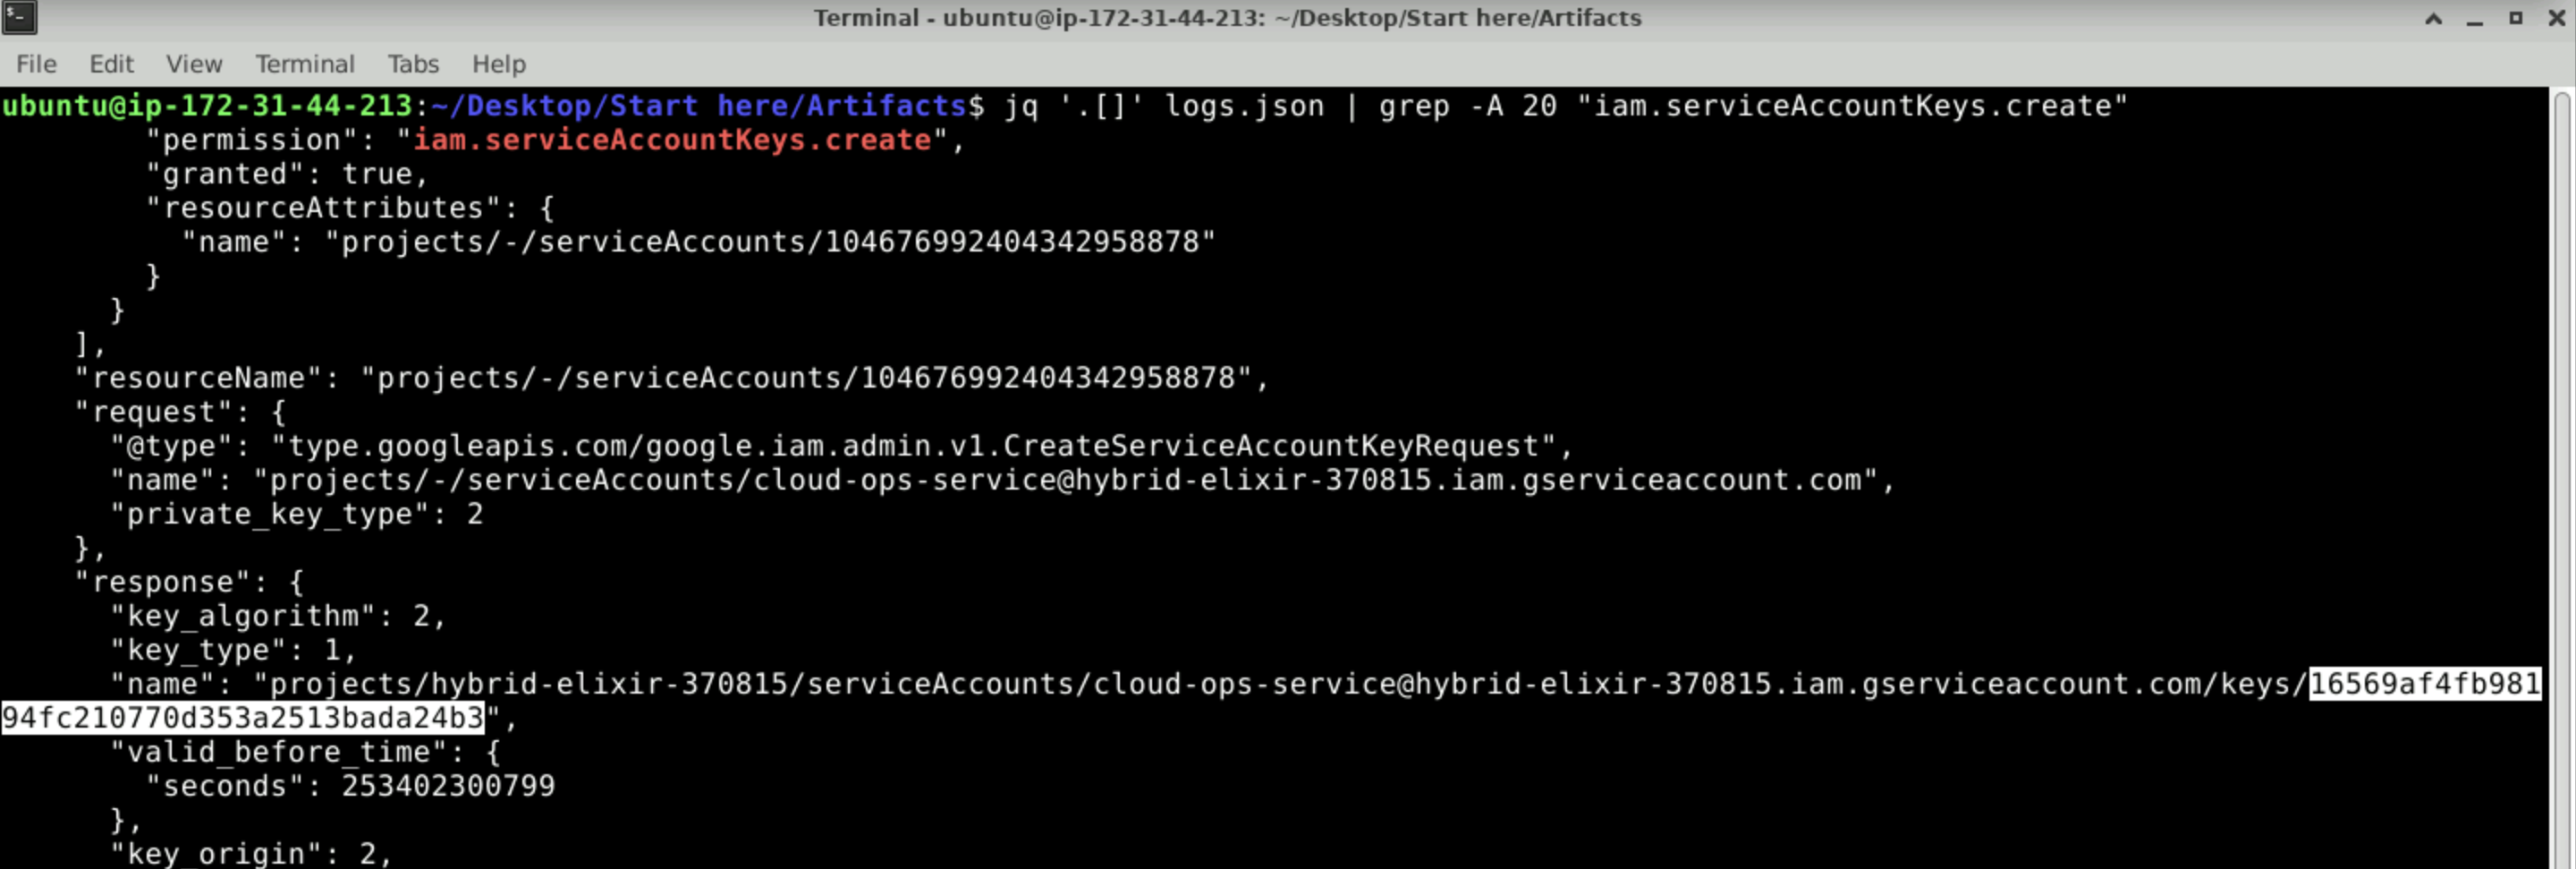 Terminal - ubuntu@ip-172-31-44-213: ~/Desktop/Start here/Artifacts
File Edit View Terminal Tabs Help
ubuntu@ip-172-31-44-213:~/Desktop/Start here/Artifacts$ jq '.[]' logs.json | grep -A 20 "iam.serviceAccountKeys.create"
        "permission": "iam.serviceAccountKeys.create",
        "granted": true,
        "resourceAttributes": {
          "name": "projects/-/serviceAccounts/104676992404342958878"
        }
      }
    ],
    "resourceName": "projects/-/serviceAccounts/104676992404342958878",
    "request": {
      "@type": "type.googleapis.com/google.iam.admin.v1.CreateServiceAccountKeyRequest",
      "name": "projects/-/serviceAccounts/cloud-ops-service@hybrid-elixir-370815.iam.gserviceaccount.com",
      "private_key_type": 2
    },
    "response": {
      "key_algorithm": 2,
      "key_type": 1,
      "name": "projects/hybrid-elixir-370815/serviceAccounts/cloud-ops-service@hybrid-elixir-370815.iam.gserviceaccount.com/keys/16569af4fb981
94fc210770d353a2513bada24b3",
      "valid_before_time": {
        "seconds": 253402300799
      },
      "key_origin": 2,